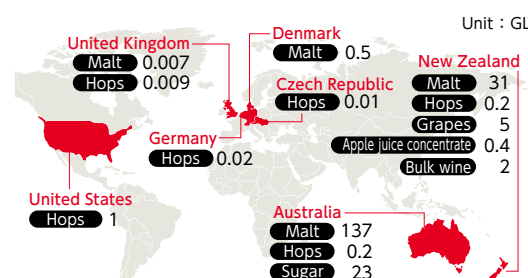 Unit：GL
United Kingdom
Malt 0.007
Hops 0.009
Denmark
Malt 0.5
Czech Republic
Hops 0.01
Germany
Hops 0.02
New Zealand
Malt 31
Hops 0.2
Grapes 5
Apple juice concentrate 0.4
Bulk wine 2
United States
Hops 1
Australia
Malt 137
Hops 0.2
Sugar 23